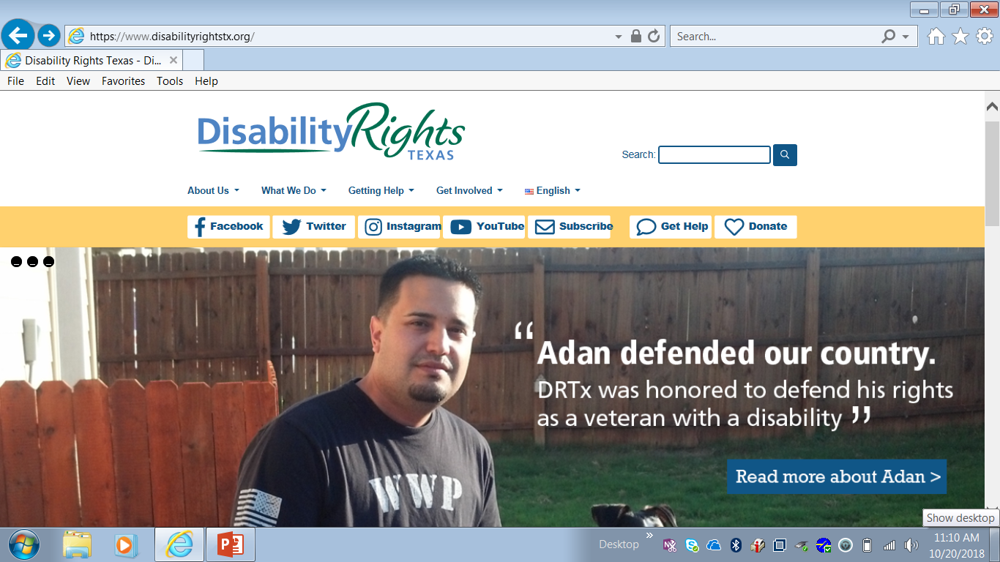 https://www.disabilityrightstx.org/
Search...
Disability Rights Texas - Di...
File Edit View Favorites Tools Help
DisabilityRights
TEXAS
Search:
About Us What We Do Getting Help Get Involved English
Facebook Twitter Instagram YouTube Subscribe Get Help Donate
“Adan defended our country.
DRTx was honored to defend his rights
as a veteran with a disability”
Read more about Adan >
WWP
Show desktop
Desktop
11:10 AM
10/20/2018